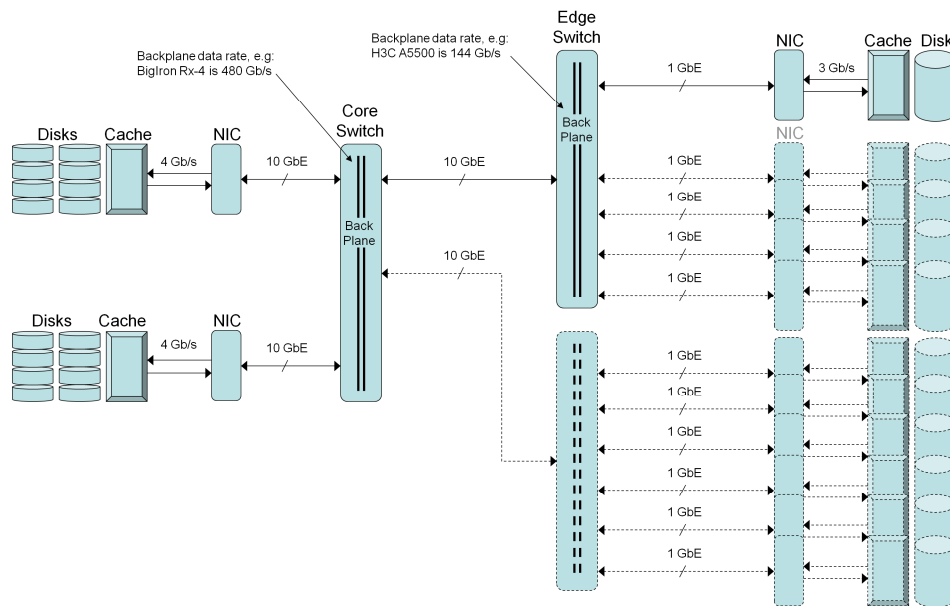 Backplane data rate, e.g:
BigIron Rx-4 is 480 Gb/s
Backplane data rate, e.g:
H3C A5500 is 144 Gb/s
Edge
Switch
NIC
Cache
Disk
1 GbE
3 Gb/s
Back
Plane
NIC
Core
Switch
Disks
Cache
NIC
4 Gb/s
10 GbE
10 GbE
Back
Plane
10 GbE
1 GbE
1 GbE
1 GbE
1 GbE
Disks
Cache
NIC
4 Gb/s
10 GbE
1 GbE
1 GbE
1 GbE
1 GbE
1 GbE
1 GbE